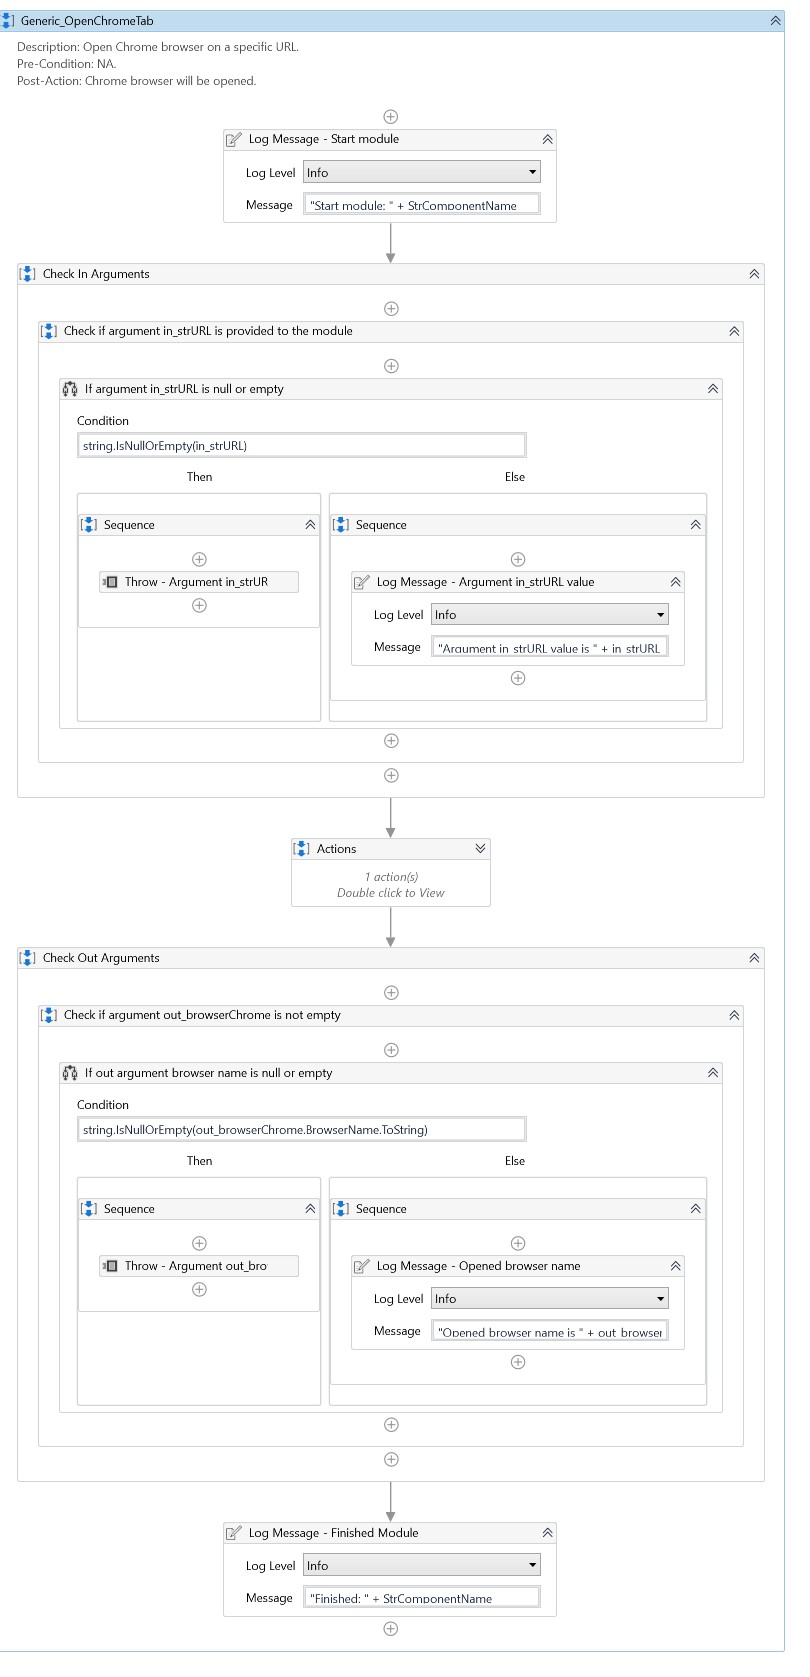 Generic_OpenChromeTab
Description: Open Chrome browser on a specific URL.
Pre-Condition: NA.
Post-Action: Chrome browser will be opened.
Log Message - Start module
Log Level Info
Message "Start module: " + StrComponentName
Check In Arguments
Check if argument in_strURL is provided to the module
If argument in_strURL is null or empty
Condition
string.IsNullOrEmpty(in_strURL)
Then Else
Sequence Sequence
Throw - Argument in_strUR Log Message - Argument in_strURL value
Log Level Info
Message "Argument in_strURL value is " + in_strURL
Actions
1 action(s)
Double click to View
Check Out Arguments
Check if argument out_browserChrome is not empty
If out argument browser name is null or empty
Condition
string.IsNullOrEmpty(out_browserChrome.BrowserName.ToString)
Then Else
Sequence Sequence
Throw - Argument out_bro Log Message - Opened browser name
Log Level Info
Message "Opened browser name is " + out_browser
Log Message - Finished Module
Log Level Info
Message "Finished: " + StrComponentName